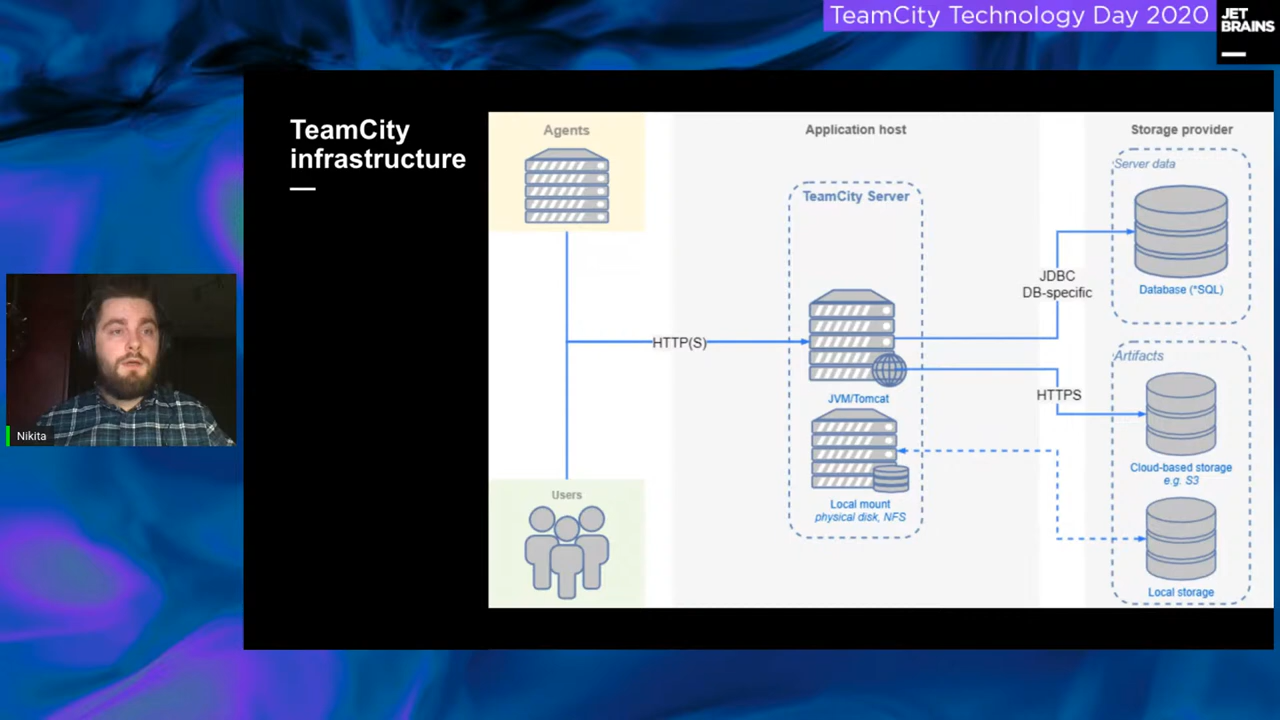 TeamCity Technology Day 2020
JET
BRAINS
TeamCity
infrastructure
Agents
Application host
Storage provider
Server data
TeamCity Server
JDBC
DB-specific
Database (*SQL)
HTTP(S)
Artifacts
JVM/Tomcat
HTTPS
Cloud-based storage
e.g. S3
Local mount
physical disk, NFS
Users
Local storage
Nikita